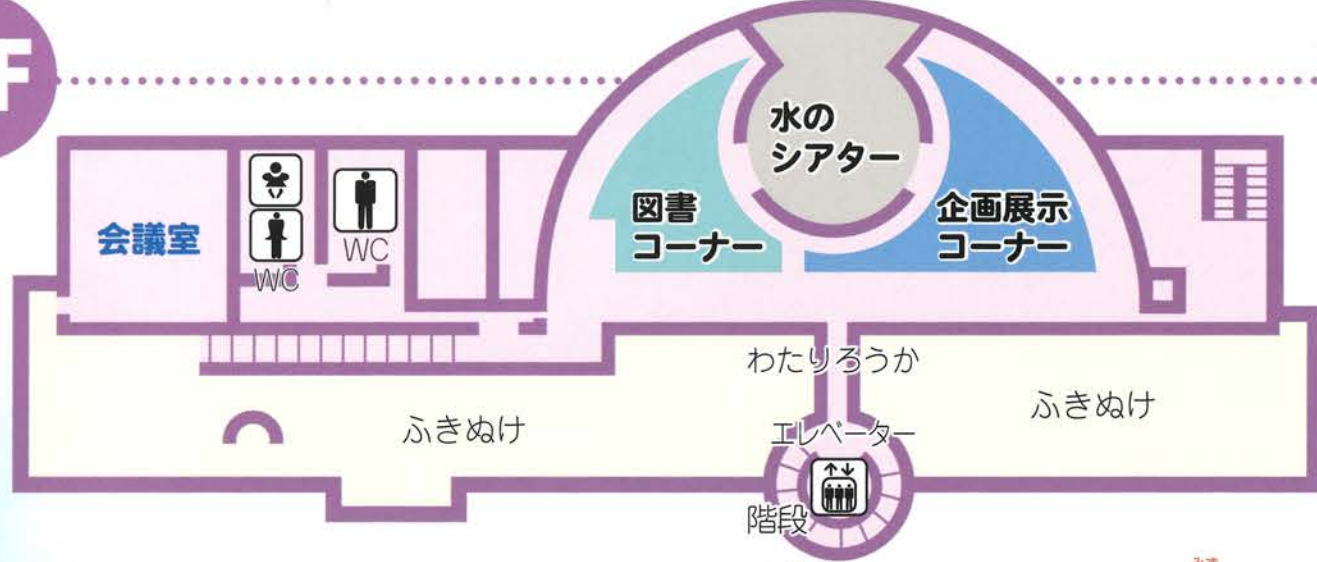 F
水の
シアター
図書
コーナー
企画展示
コーナー
会議室
WC
WC
わたりろうか
ふきぬけ
ふきぬけ
エレベーター
階段
みず